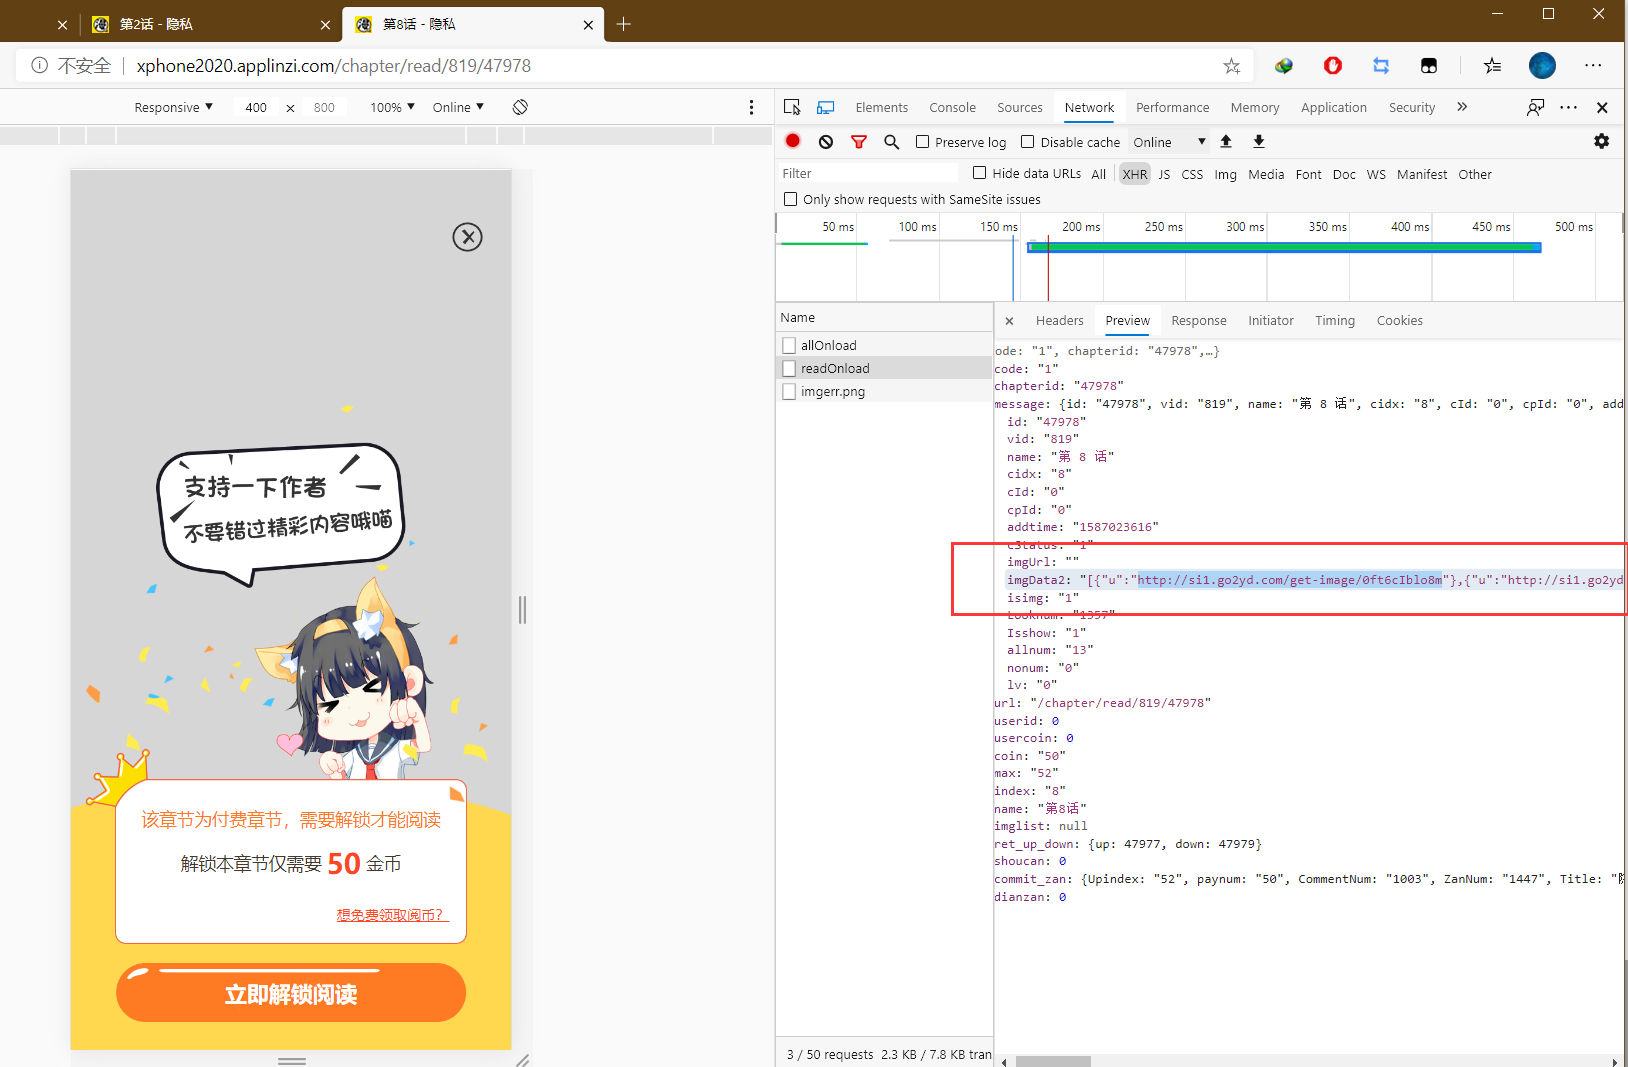 第2话 - 隐私
第8话 - 隐私
不安全
xphone2020.applinzi.com/chapter/read/819/47978
Responsive ▼ 400 × 800 100% ▼ Online ▼
Elements Console Sources Network Performance Memory Application Security »
Preserve log Disable cache Online ▼
Filter Hide data URLs All XHR JS CSS Img Media Font Doc WS Manifest Other
Only show requests with SameSite issues
50 ms 100 ms 150 ms 200 ms 250 ms 300 ms 350 ms 400 ms 450 ms 500 ms
Name
allOnload
readOnload
imgerr.png
3 / 50 requests 2.3 KB / 7.8 KB tran
× Headers Preview Response Initiator Timing Cookies
ode: "1", chapterid: "47978",…}
code: "1"
chapterid: "47978"
message: {id: "47978", vid: "819", name: "第 8 话", cidx: "8", cId: "0", cpId: "0", add
id: "47978"
vid: "819"
name: "第 8 话"
cidx: "8"
cId: "0"
cpId: "0"
addtime: "1587023616"
cStatus: "1"
imgUrl: ""
imgData2: "[{"u":"http://si1.go2yd.com/get-image/0ft6cIblo8m"},{"u":"http://si1.go2yd
isimg: "1"
Looknum: "1357"
Isshow: "1"
allnum: "13"
nonum: "0"
lv: "0"
url: "/chapter/read/819/47978"
userid: 0
usercoin: 0
coin: "50"
max: "52"
index: "8"
name: "第8话"
imglist: null
ret_up_down: {up: 47977, down: 47979}
shoucan: 0
commit_zan: {Upindex: "52", paynum: "50", CommentNum: "1003", ZanNum: "1447", Title: "
dianzan: 0
支持一下作者
不要错过精彩内容哦喵
该章节为付费章节，需要解锁才能阅读
解锁本章节仅需要 50 金币
想免费领取阅币？
立即解锁阅读